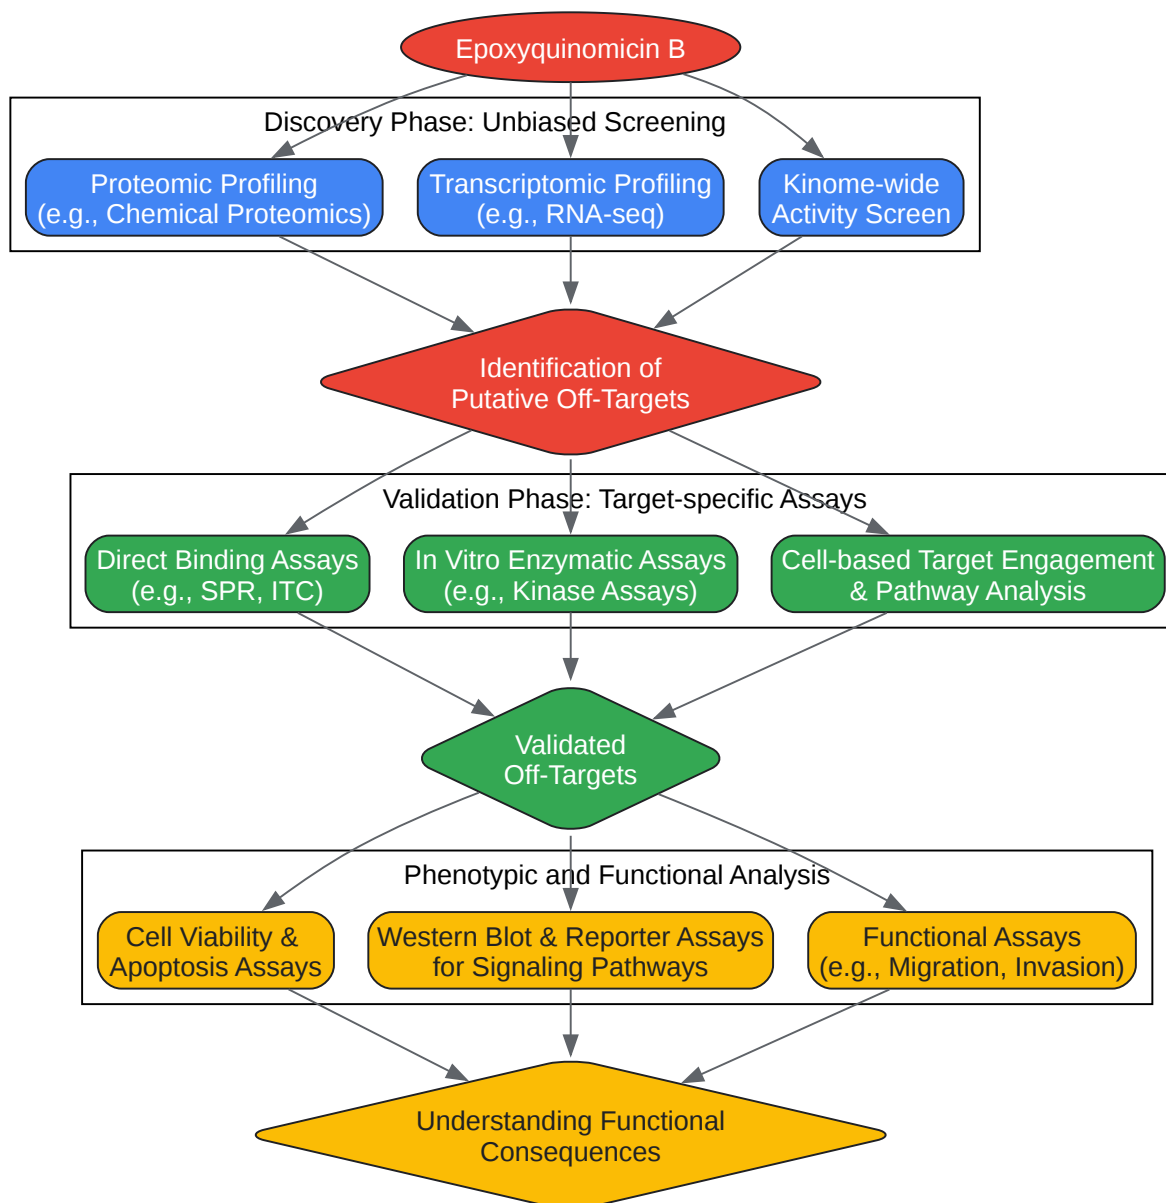 Epoxyquinomicin B
Discovery Phase: Unbiased Screening
Proteomic Profiling
(e.g., Chemical Proteomics)
Transcriptomic Profiling
(e.g., RNA-seq)
Kinome-wide
Activity Screen
Identification of
Putative Off-Targets
Validation Phase: Target-specific Assays
Direct Binding Assays
(e.g., SPR, ITC)
In Vitro Enzymatic Assays
(e.g., Kinase Assays)
Cell-based Target Engagement
& Pathway Analysis
Validated
Off-Targets
Phenotypic and Functional Analysis
Cell Viability &
Apoptosis Assays
Western Blot & Reporter Assays
for Signaling Pathways
Functional Assays
(e.g., Migration, Invasion)
Understanding Functional
Consequences